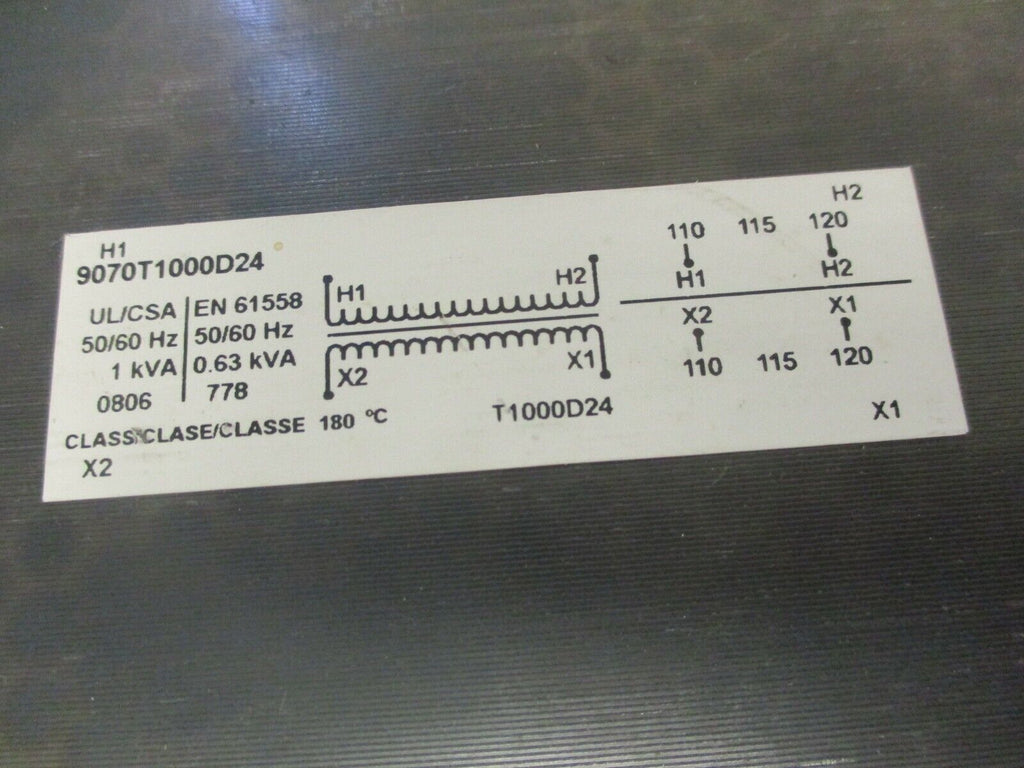 H1
9070T1000D24
UL/CSA EN 61558
50/60 Hz 50/60 Hz
1 kVA 0.63 kVA
0806 778
CLASS/CLASE/CLASSE 180 ºC
X2
H1 H2
X2 X1
T1000D24
H2
110 115 120
H1 H2
X2 X1
110 115 120
X1